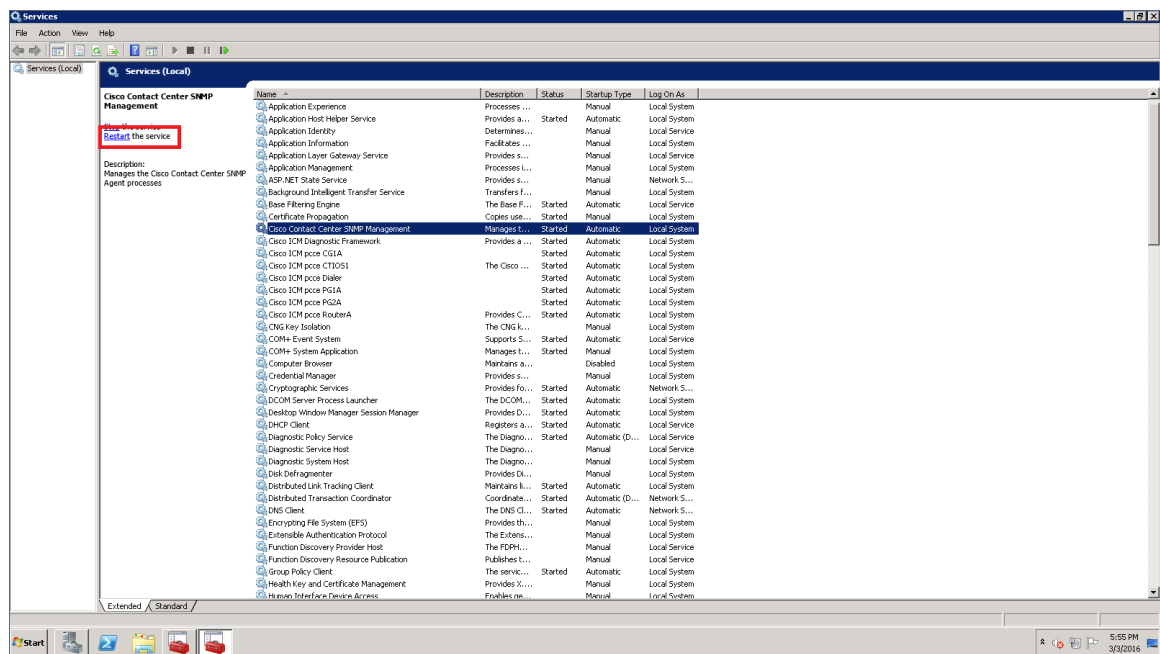 Services
File Action View Help
Services (Local)
Services (Local)
Cisco Contact Center SNMP
Management
Stop the service
Restart the service
Description:
Manages the Cisco Contact Center SNMP
Agent processes
Name Description Status Startup Type Log On As
Application Experience Processes ... Manual Local System
Application Host Helper Service Provides a... Started Automatic Local System
Application Identity Determines... Manual Local Service
Application Information Facilitates ... Manual Local System
Application Layer Gateway Service Provides s... Manual Local Service
Application Management Processes i... Manual Local System
ASP.NET State Service Provides s... Manual Network S...
Background Intelligent Transfer Service Transfers f... Manual Local System
Base Filtering Engine The Base F... Started Automatic Local Service
Certificate Propagation Copies use... Started Manual Local System
Cisco Contact Center SNMP Management Manages t... Started Automatic Local System
Cisco ICM Diagnostic Framework Provides a ... Started Automatic Local System
Cisco ICM pcce CG1A Started Automatic Local System
Cisco ICM pcce CTIOS1 The Cisco ... Started Automatic Local System
Cisco ICM pcce Dialer Started Automatic Local System
Cisco ICM pcce PG1A Started Automatic Local System
Cisco ICM pcce PG2A Started Automatic Local System
Cisco ICM pcce RouterA Provides C... Started Automatic Local System
CNG Key Isolation The CNG k... Manual Local System
COM+ Event System Supports S... Started Automatic Local Service
COM+ System Application Manages t... Started Manual Local System
Computer Browser Maintains a... Disabled Local System
Credential Manager Provides s... Manual Local System
Cryptographic Services Provides fo... Started Automatic Network S...
DCOM Server Process Launcher The DCOM... Started Automatic Local System
Desktop Window Manager Session Manager Provides D... Started Automatic Local System
DHCP Client Registers a... Started Automatic Local Service
Diagnostic Policy Service The Diagno... Started Automatic (D... Local Service
Diagnostic Service Host The Diagno... Manual Local Service
Diagnostic System Host The Diagno... Manual Local System
Disk Defragmenter Provides Di... Manual Local System
Distributed Link Tracking Client Maintains li... Started Automatic Local System
Distributed Transaction Coordinator Coordinate... Started Automatic (D... Network S...
DNS Client The DNS Cl... Started Automatic Network S...
Encrypting File System (EFS) Provides th... Manual Local System
Extensible Authentication Protocol The Extens... Manual Local System
Function Discovery Provider Host The FDPH... Manual Local Service
Function Discovery Resource Publication Publishes t... Manual Local Service
Group Policy Client The servic... Started Automatic Local System
Health Key and Certificate Management Provides X.... Manual Local System
Human Interface Device Access Enables ge... Manual Local System
Extended Standard
Start
5:55 PM
3/3/2016